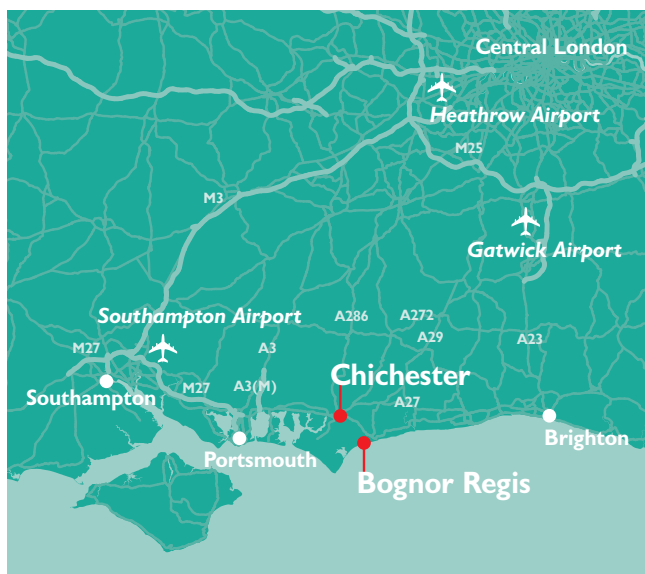 Central London
Heathrow Airport
M25
M3
Gatwick Airport
Southampton Airport
A286
A272
A29
A23
M27
A3
Chichester
M27
A3(M)
Southampton
A27
Brighton
Portsmouth
Bognor Regis